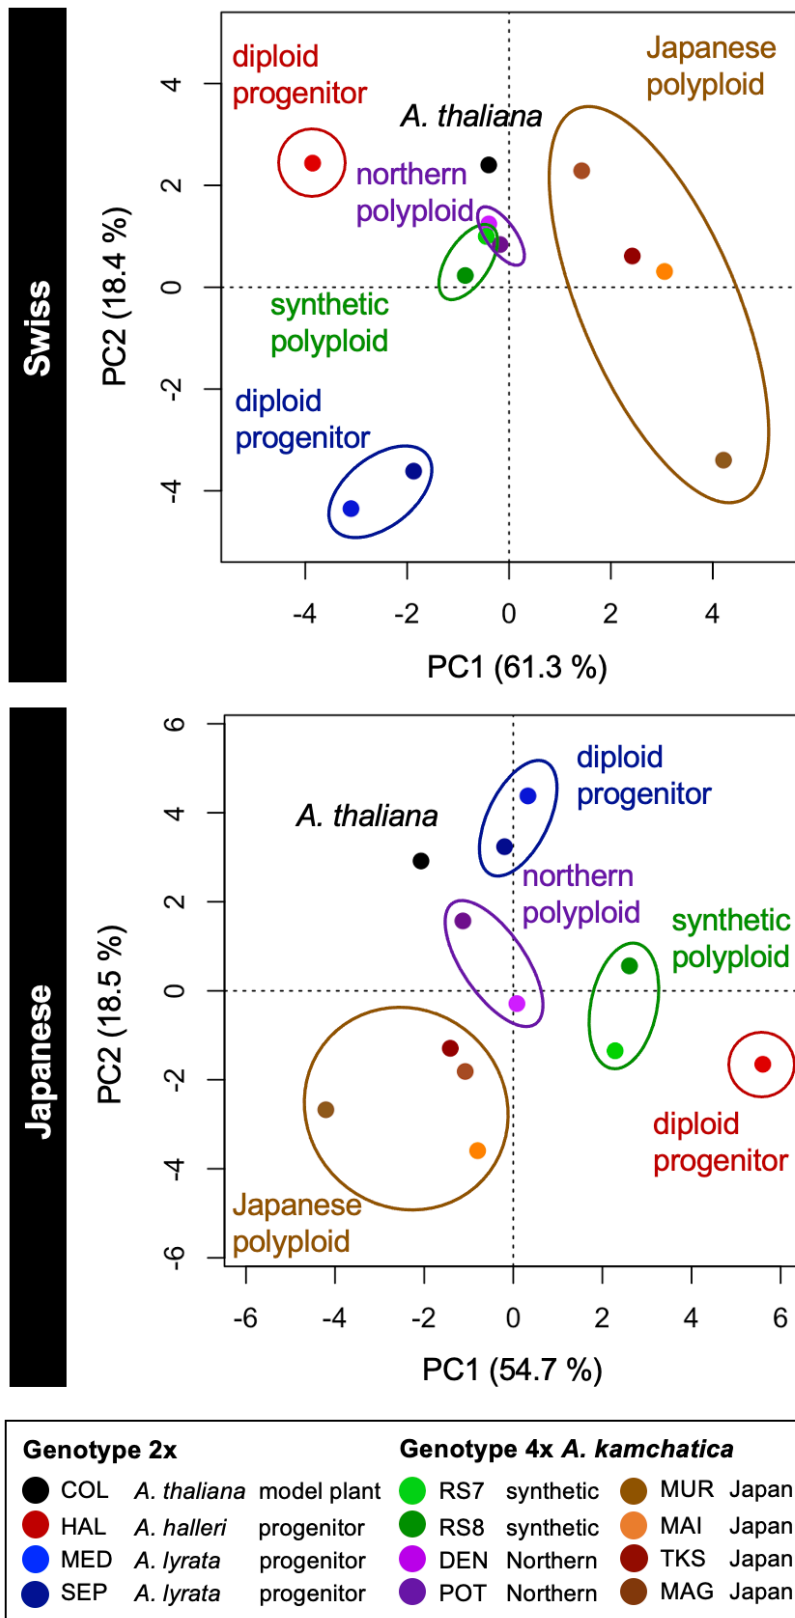 Swiss
PC2 (18.4 %)
4
2
0
-2
-4
diploid
progenitor
Japanese
polyploid
A. thaliana
northern
polyploid
synthetic
polyploid
diploid
progenitor
-4 -2 0 2 4
PC1 (61.3 %)
Japanese
PC2 (18.5 %)
6
4
2
0
-2
-4
-6
diploid
progenitor
A. thaliana
northern
polyploid
synthetic
polyploid
diploid
progenitor
Japanese
polyploid
-6 -4 -2 0 2 4 6
PC1 (54.7 %)
Genotype 2x Genotype 4x A. kamchatica
COL A. thaliana model plant RS7 synthetic MUR Japan
HAL A. halleri progenitor RS8 synthetic MAI Japan
MED A. lyrata progenitor DEN Northern TKS Japan
SEP A. lyrata progenitor POT Northern MAG Japan